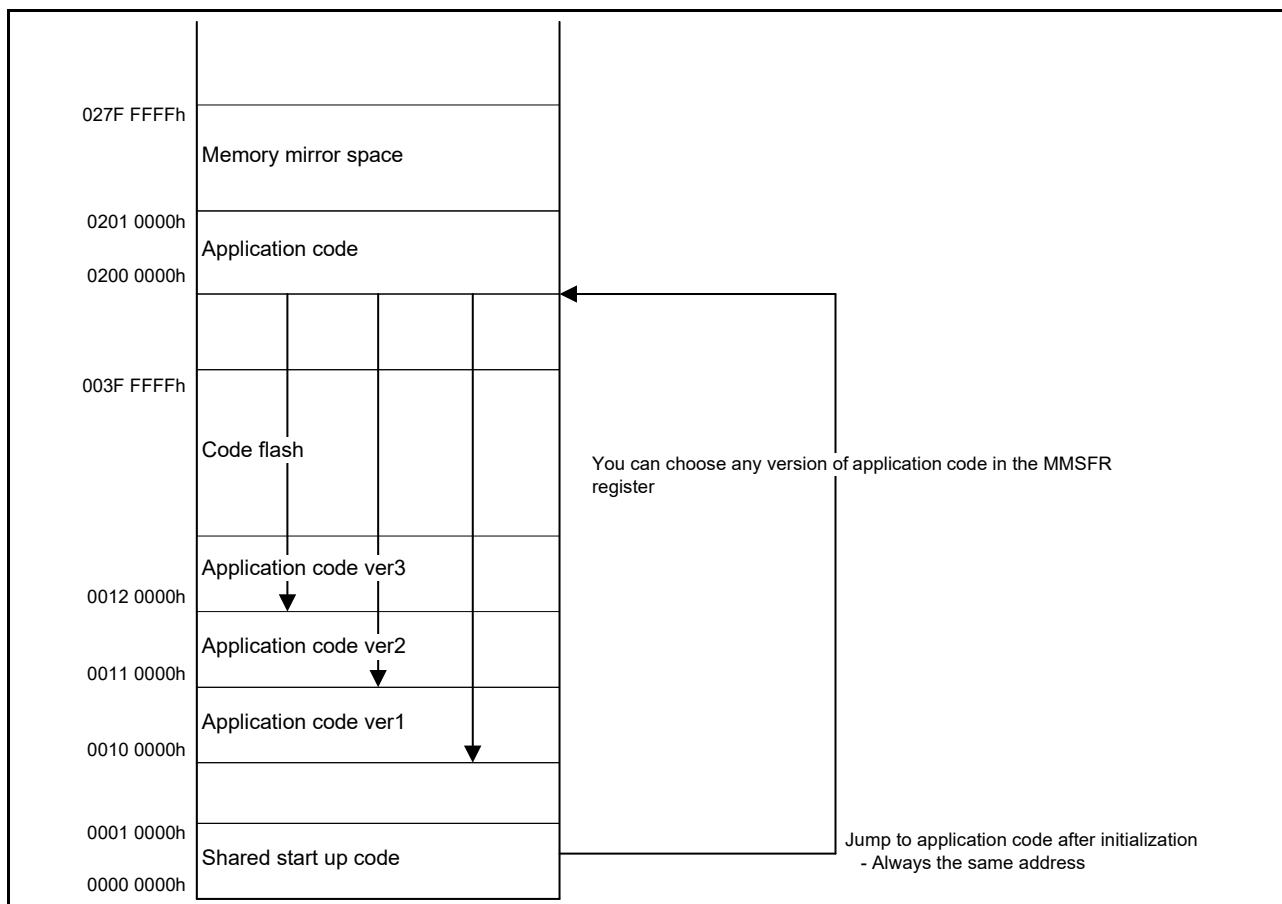 027F FFFFh
Memory mirror space
0201 0000h
Application code
0200 0000h
003F FFFFh
Code flash
You can choose any version of application code in the MMSFR
register
Application code ver3
0012 0000h
Application code ver2
0011 0000h
Application code ver1
0010 0000h
0001 0000h
Jump to application code after initialization
Shared start up code
- Always the same address
0000 0000h